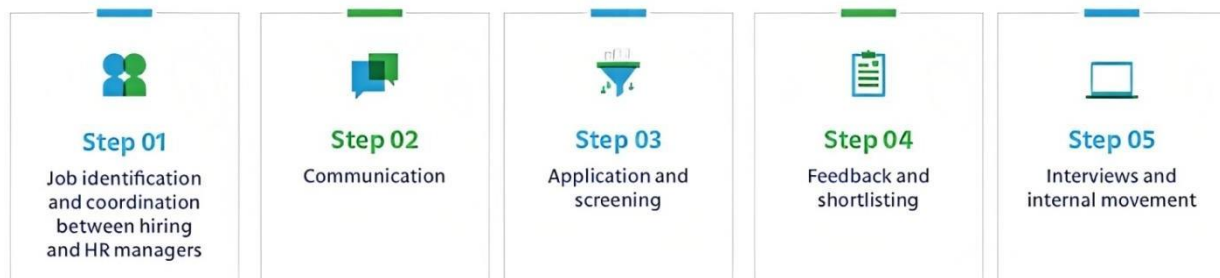 Step 01
Job identification
and coordination
between hiring
and HR managers
Step 02
Communication
Step 03
Application and
screening
Step 04
Feedback and
shortlisting
Step 05
Interviews and
internal movement